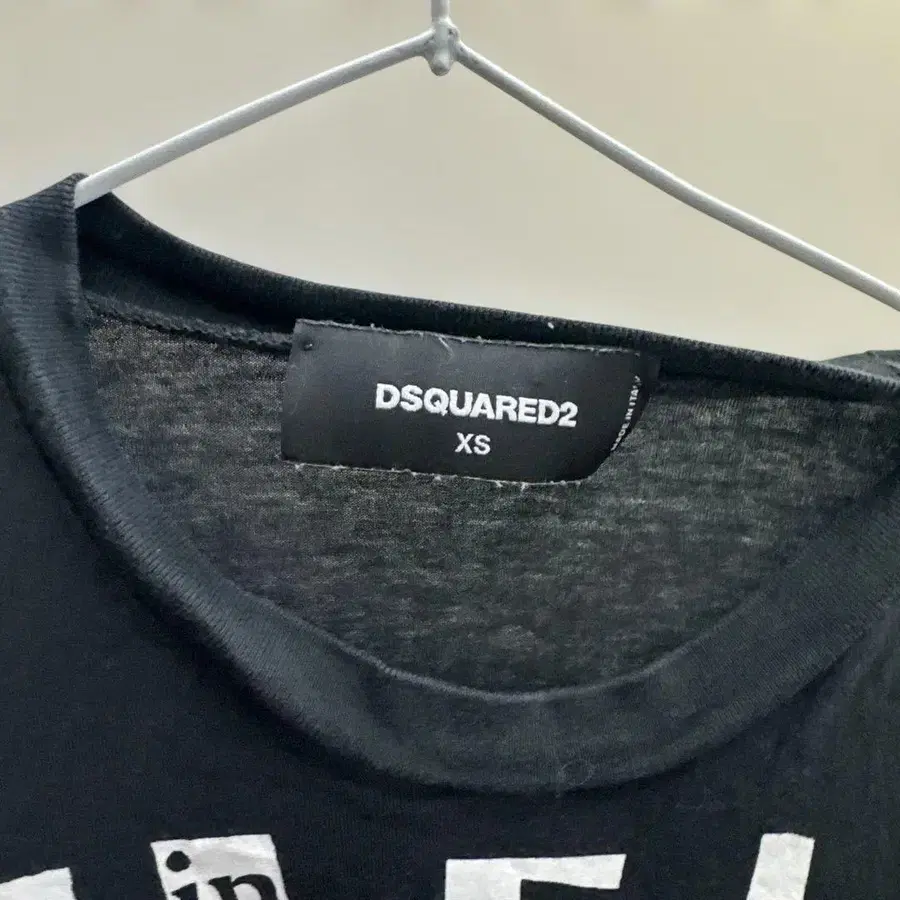 DSQUARED2
XS
MADE IN ITALY
in